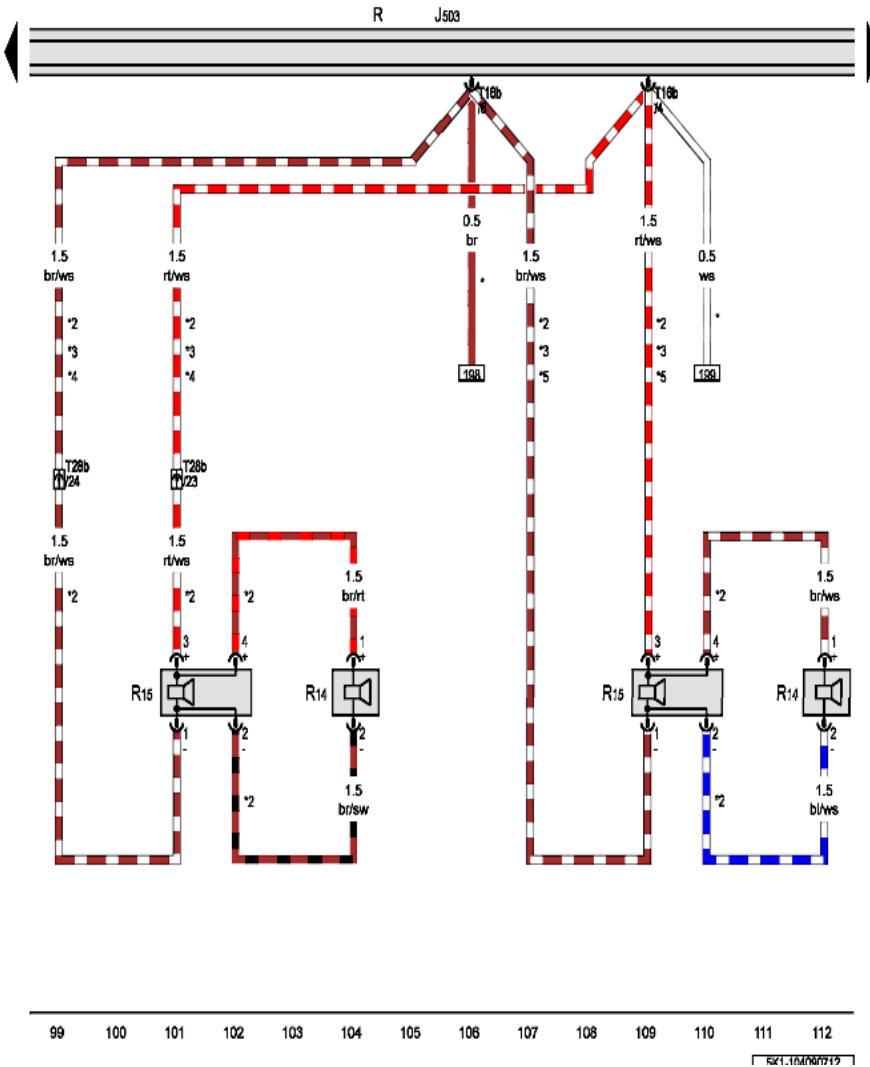 R J503
T16b T16b
/6 /4
0.5 1.5
br rt/ws
1.5 1.5 1.5 0.5
br/ws rt/ws br/ws ws
* *
*2 *2 *2 *2
*3 *3 *3 *3
*4 *4 *5 *5
198 199
T28b T28b
/24 /23
1.5 1.5
br/ws rt/ws
1.5 1.5
br/rt br/ws
*2 *2 *2 *2
3 4 1 3 4 1
+ + + + + +
R15 R14 R15 R14
1 2 2 1 2 2
- - - - - -
1.5 1.5
*2 br/sw *2 bl/ws
99 100 101 102 103 104 105 106 107 108 109 110 111 112
5K1-104090712